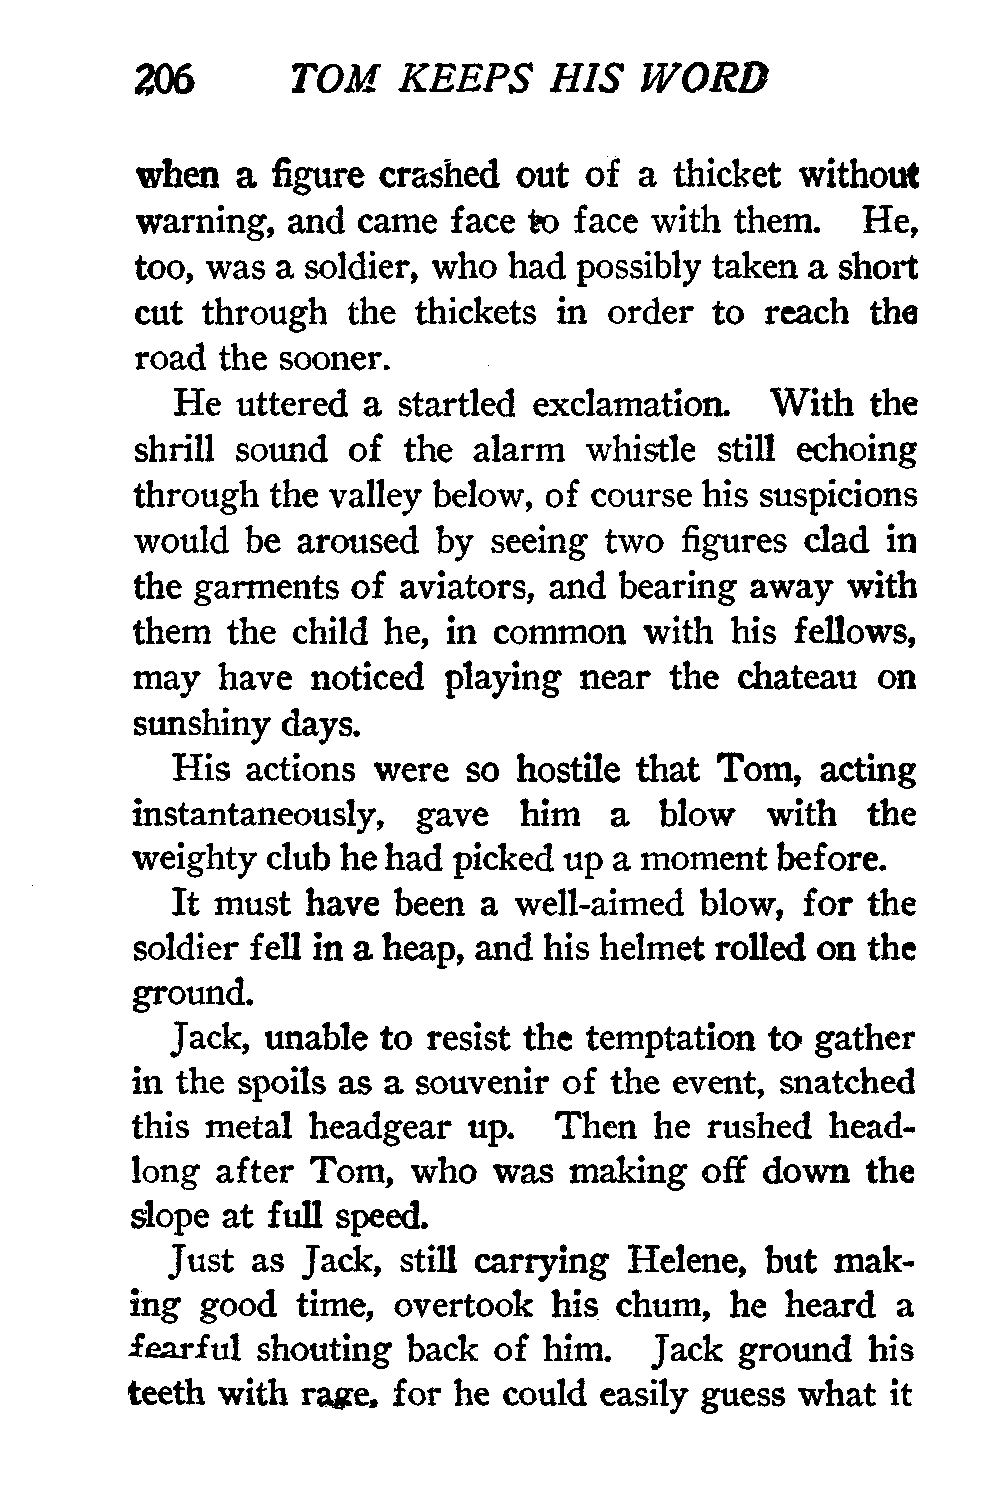 206 TOM KEEPS HIS WORD
when a figure crashed out of a thicket without
warning, and came face to face with them. He,
too, was a soldier, who had possibly taken a short
cut through the thickets in order to reach the
road the sooner.
He uttered a startled exclamation. With the
shrill sound of the alarm whistle still echoing
through the valley below, of course his suspicions
would be aroused by seeing two figures clad in
the garments of aviators, and bearing away with
them the child he, in common with his fellows,
may have noticed playing near the chateau on
sunshiny days.
His actions were so hostile that Tom, acting
instantaneously, gave him a blow with the
weighty club he had picked up a moment before.
It must have been a well-aimed blow, for the
soldier fell in a heap, and his helmet rolled on the
ground.
Jack, unable to resist the temptation to gather
in the spoils as a souvenir of the event, snatched
this metal headgear up. Then he rushed head-
long after Tom, who was making off down the
slope at full speed.
Just as Jack, still carrying Helene, but mak-
ing good time, overtook his chum, he heard a
fearful shouting back of him. Jack ground his
teeth with rage, for he could easily guess what it